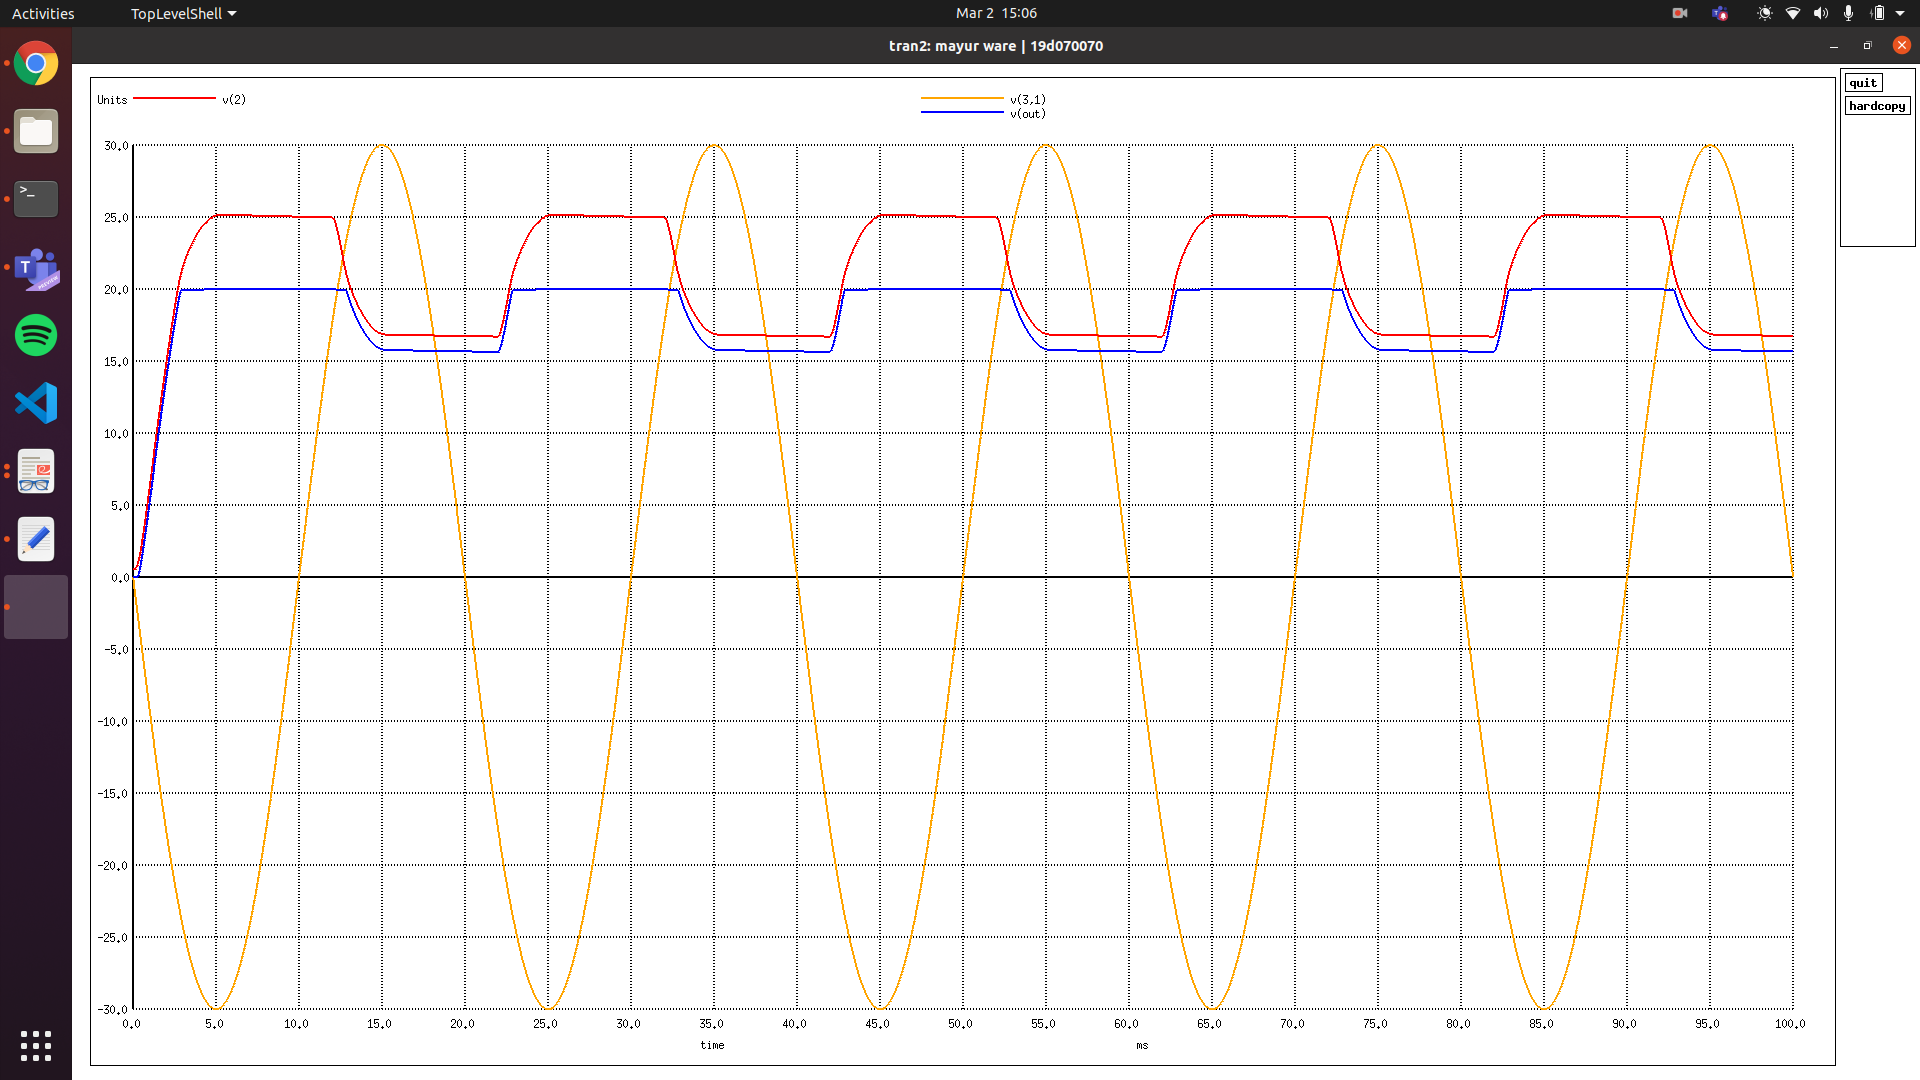 Activities
TopLevelShell
Mar 2 15:06
tran2: mayur ware | 19d070070
quit
hardcopy
Units
v(2)
v(3,1)
v(out)
30.0
25.0
20.0
15.0
10.0
5.0
0.0
-5.0
-10.0
-15.0
-20.0
-25.0
-30.0
0.0 5.0 10.0 15.0 20.0 25.0 30.0 35.0 40.0 45.0 50.0 55.0 60.0 65.0 70.0 75.0 80.0 85.0 90.0 95.0 100.0
time ms
>_
T
PREVIEW